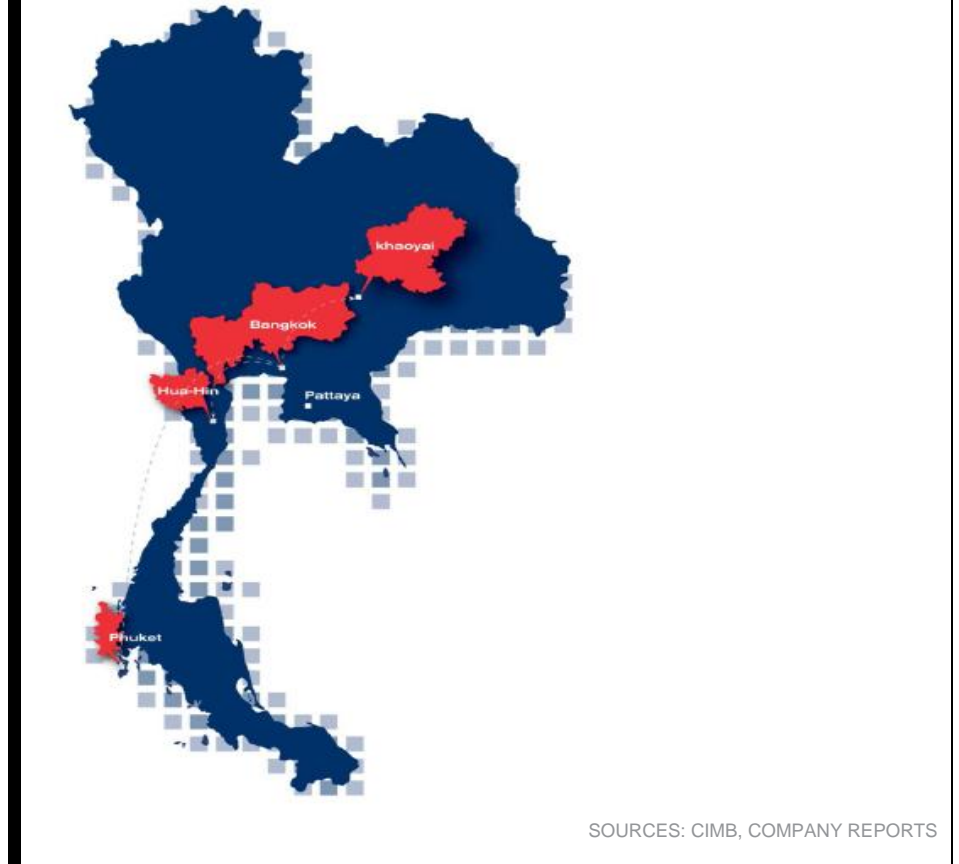 khaoyai
Bangkok
Hua-Hin
Pattaya
Phuket
SOURCES: CIMB, COMPANY REPORTS